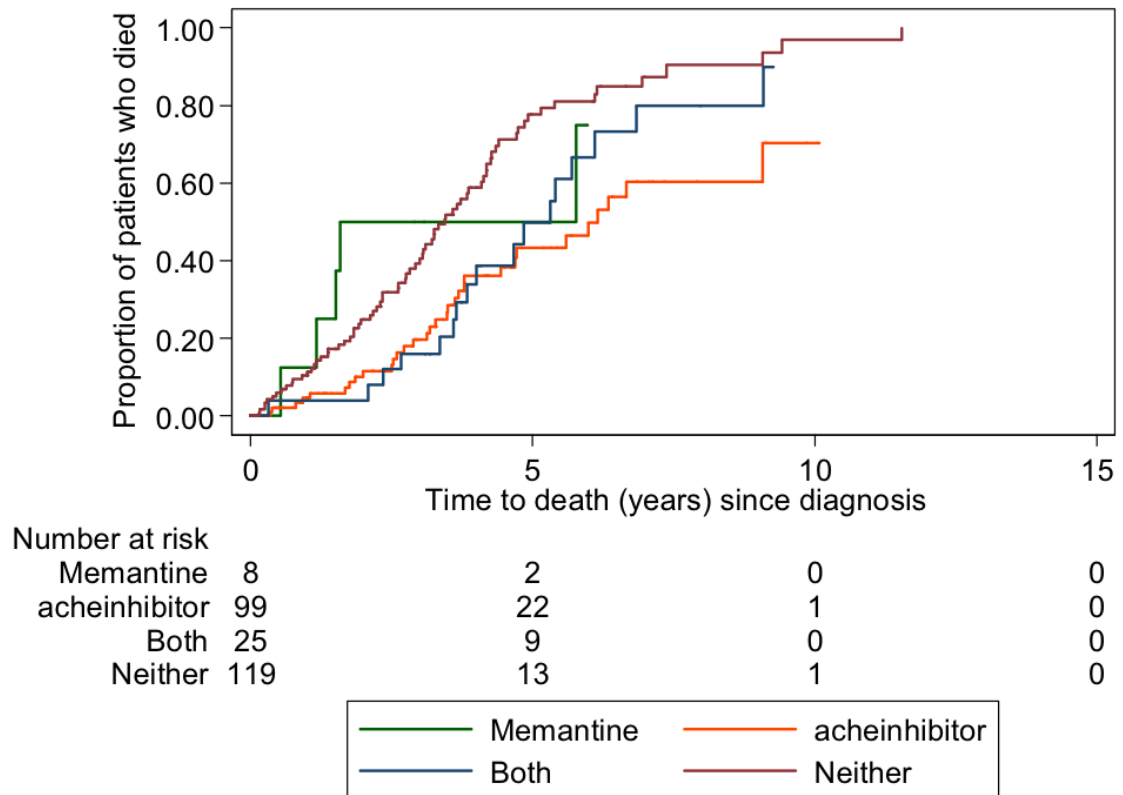 Proportion of patients who died
1.00
0.80
0.60
0.40
0.20
0.00
0 5 10 15
Time to death (years) since diagnosis
Number at risk
Memantine 8 2 0 0
acheinhibitor 99 22 1 0
Both 25 9 0 0
Neither 119 13 1 0
Memantine acheinhibitor
Both Neither